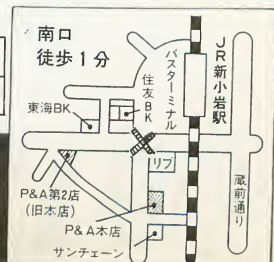 南口
徒歩1分
JR新小岩駅
バスターミナル
住友BK
東海BK
リブ
P&A第2店
(旧本店)
P&A本店
サンチェーン
蔵前通り